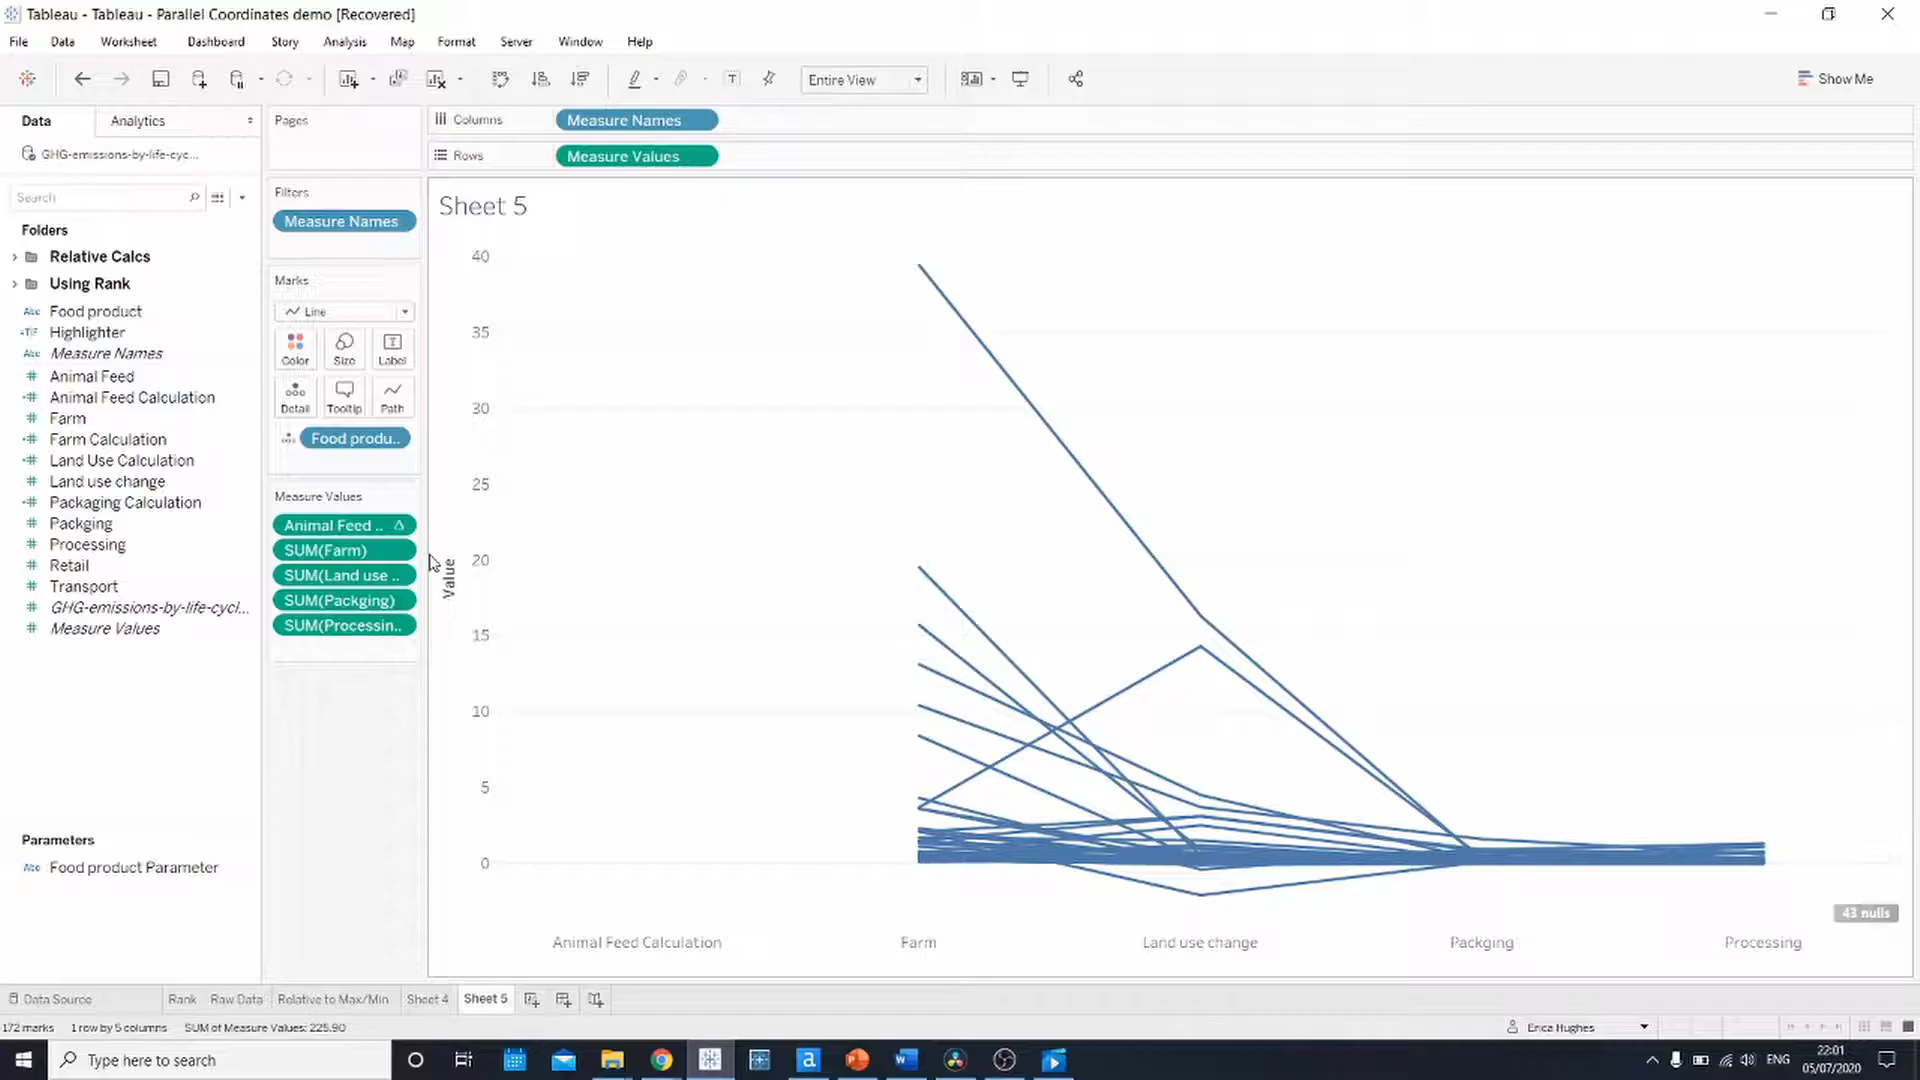 Tableau - Tableau - Parallel Coordinates demo [Recovered]
File Data Worksheet Dashboard Story Analysis Map Format Server Window Help
Entire View
Show Me
Data Analytics
GHG-emissions-by-life-cyc...
Search
Folders
Relative Calcs
Using Rank
Abc Food product
Highlighter
Abc Measure Names
# Animal Feed
# Animal Feed Calculation
# Farm
# Farm Calculation
# Land Use Calculation
# Land use change
# Packaging Calculation
# Packging
# Processing
# Retail
# Transport
# GHG-emissions-by-life-cycl...
# Measure Values
Parameters
Abc Food product Parameter
Pages
Filters
Measure Names
Marks
Line
Color Size Label
Detail Tooltip Path
Food produ..
Measure Values
Animal Feed .. Δ
SUM(Farm)
SUM(Land use ..
SUM(Packging)
SUM(Processin..
Columns Measure Names
Rows Measure Values
Sheet 5
40
35
30
25
20
15
10
5
0
Value
43 nulls
Animal Feed Calculation Farm Land use change Packging Processing
Data Source Rank Raw Data Relative to Max/Min Sheet 4 Sheet 5
172 marks 1 row by 5 columns SUM of Measure Values: 225.90
Erica Hughes
Type here to search
ENG
22:01
05/07/2020